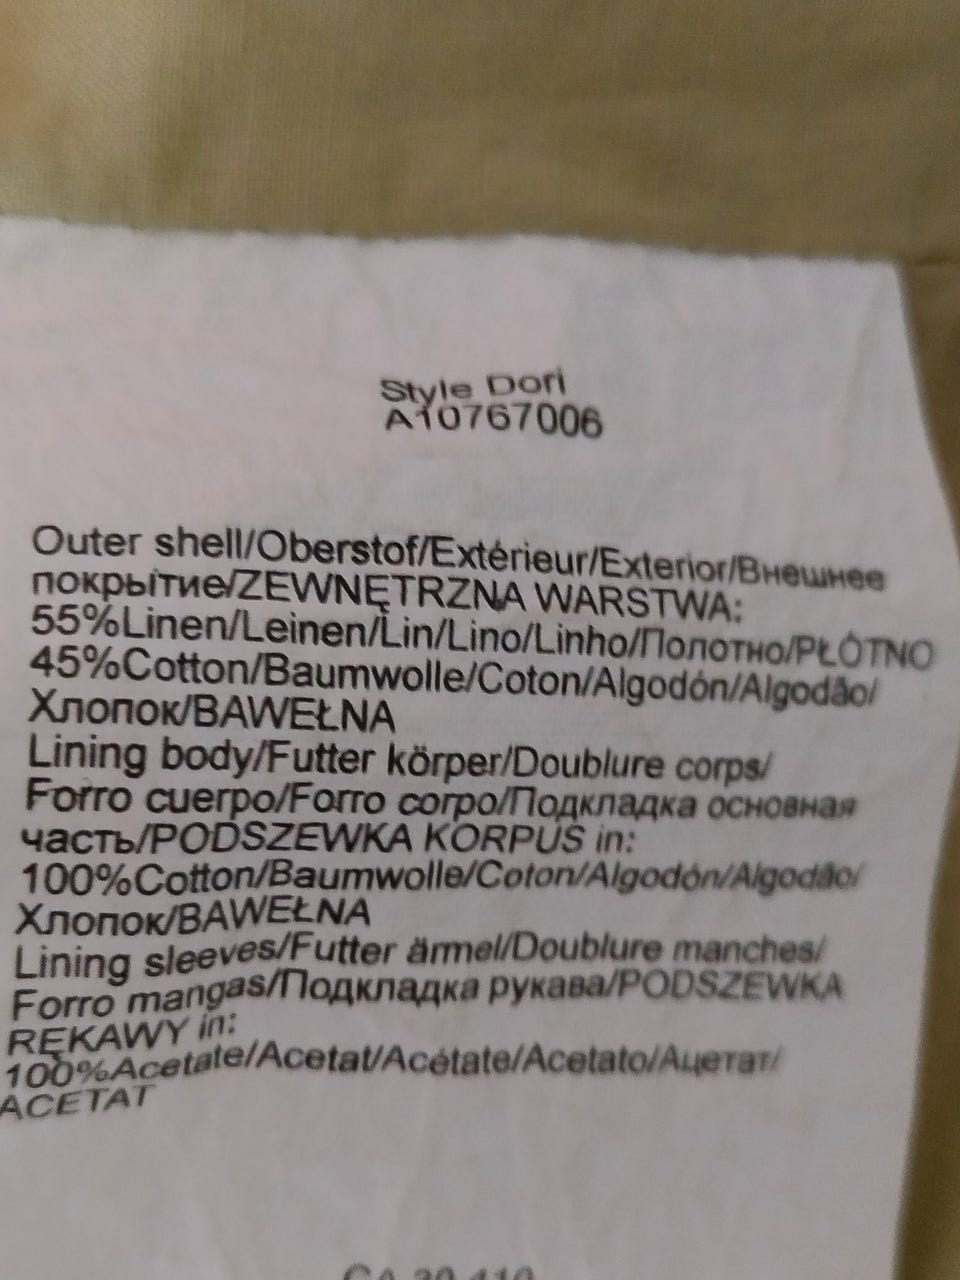 Style Dori
A10767006
Outer shell/Oberstof/Extérieur/Exterior/Внешнее
покрытие/ZEWNĘTRZNA WARSTWA:
55%Linen/Leinen/Lin/Lino/Linho/Полотно/PŁÓTNO
45%Cotton/Baumwolle/Coton/Algodón/Algodão/
Хлопок/BAWEŁNA
Lining body/Futter körper/Doublure corps/
Forro cuerpo/Forro corpo/Подкладка основная
часть/PODSZEWKA KORPUS in:
100%Cotton/Baumwolle/Coton/Algodón/Algodão/
Хлопок/BAWEŁNA
Lining sleeves/Futter ärmel/Doublure manches/
Forro mangas/Подкладка рукава/PODSZEWKA
RĘKAWY in:
100%Acetate/Acetat/Acétate/Acetato/Ацетат/
ACETAT